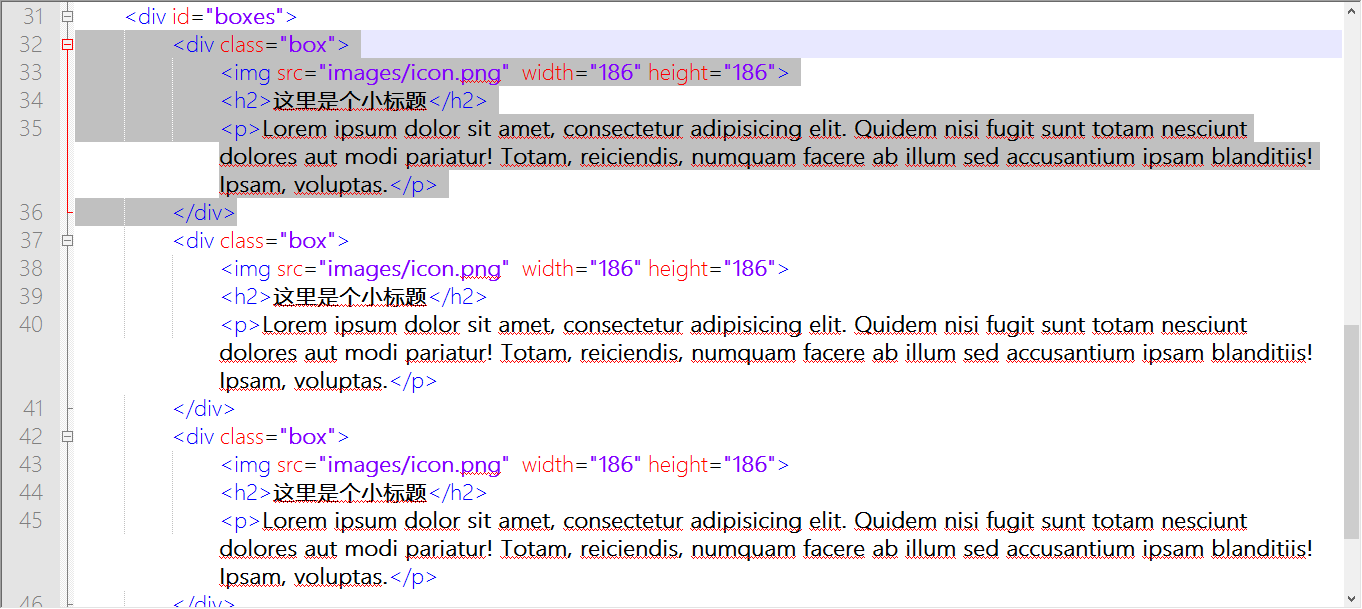 31 <div id="boxes">
32 <div class="box">
33 <img src="images/icon.png" width="186" height="186">
34 <h2>这里是个小标题</h2>
35 <p>Lorem ipsum dolor sit amet, consectetur adipisicing elit. Quidem nisi fugit sunt totam nesciunt
dolores aut modi pariatur! Totam, reiciendis, numquam facere ab illum sed accusantium ipsam blanditiis!
Ipsam, voluptas.</p>
36 </div>
37 <div class="box">
38 <img src="images/icon.png" width="186" height="186">
39 <h2>这里是个小标题</h2>
40 <p>Lorem ipsum dolor sit amet, consectetur adipisicing elit. Quidem nisi fugit sunt totam nesciunt
dolores aut modi pariatur! Totam, reiciendis, numquam facere ab illum sed accusantium ipsam blanditiis!
Ipsam, voluptas.</p>
41 </div>
42 <div class="box">
43 <img src="images/icon.png" width="186" height="186">
44 <h2>这里是个小标题</h2>
45 <p>Lorem ipsum dolor sit amet, consectetur adipisicing elit. Quidem nisi fugit sunt totam nesciunt
dolores aut modi pariatur! Totam, reiciendis, numquam facere ab illum sed accusantium ipsam blanditiis!
Ipsam, voluptas.</p>
46 </div>